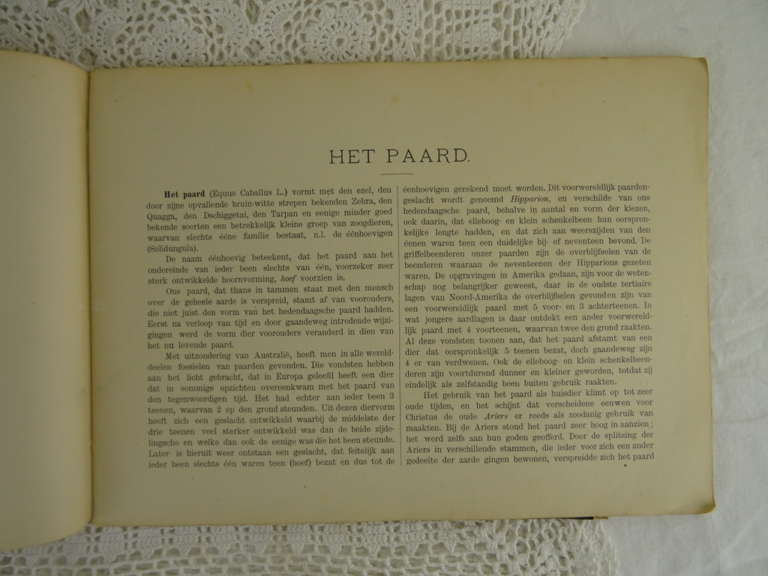 HET PAARD.
Het paard (Equus Caballus L.) vormt met den ezel, den
door zijne opvallende bruin-witte strepen bekenden Zebra, den
Quagga, den Dschiggetai, den Tarpan en eenige minder goed
bekende soorten een betrekkelijk kleine groep van zoogdieren,
waarvan slechts ééne familie bestaat, n.l. de éénhoevigen
(Solidungula).
De naam éénhoevig beteekent, dat het paard aan het
ondereinde van ieder been slechts van één, voorzeker zeer
sterk ontwikkelde hoornvorming, hoef voorzien is.
Ons paard, dat thans in tammen staat met den mensch
over de geheele aarde is verspreid, stamt af van voorouders,
die niet juist den vorm van het hedendaagsche paard hadden.
Eerst na verloop van tijd en door gaandeweg intredende wijzi-
gingen werd de vorm dier voorouders veranderd in dien van
het nu levende paard.
Met uitzondering van Australië, heeft men in alle wereld-
deelen fossielen van paarden gevonden. Die vondsten hebben
aan het licht gebracht, dat in Europa geleefd heeft een dier
dat in sommige opzichten overeenkwam met het paard van
den tegenwoordigen tijd. Het had echter aan ieder been 3
teenen, waarvan 2 op den grond steunden. Uit dezen diervorm
heeft zich een geslacht ontwikkeld waarbij de middelste der
drie teenen veel sterker ontwikkeld was dan de beide zijde-
lingsche en welke dan ook de eenige was die het been steunde.
Later is hieruit weer ontstaan een geslacht, dat feitelijk aan
ieder been slechts één waren teen (hoef) bezat en dus tot de
éénhoevigen gerekend moet worden. Dit voorwereldlijk paarden-
geslacht wordt genoemd Hipparion, en verschilde van ons
hedendaagsche paard, behalve in aantal en vorm der kiezen,
ook daarin, dat elleboog- en klein schenkelbeen hun oorspron-
kelijke lengte hadden, en dat zich aan weerszijden van den
éénen waren teen een duidelijke bij- of neventeen bevond. De
griffelbeenderen onzer paarden zijn de overblijfselen van de
beenderen waaraan de neventeenen der Hipparions gezeten
waren. De opgravingen in Amerika gedaan, zijn voor de weten-
schap nog belangrijker geweest, daar in de oudste tertiaire
lagen van Noord-Amerika de overblijfselen gevonden zijn van
een voorwereldlijk paard met 5 voor- en 3 achterteenen. In
wat jongere aardlagen is daar ontdekt een ander voorwereld-
lijk paard met 4 voorteenen, waarvan twee den grond raakten.
Al deze vondsten toonen aan, dat het paard afstamt van een
dier dat oorspronkelijk 5 teenen bezat, doch gaandeweg zijn
4 er van verdwenen. Ook de elleboog- en klein schenkelbeen-
deren zijn voortdurend dunner en kleiner geworden, totdat zij
eindelijk als zelfstandig been buiten gebruik raakten.
Het gebruik van het paard als huisdier klimt op tot zeer
oude tijden, en het schijnt dat verscheidene eeuwen voor
Christus de oude Ariers er reeds als zoodanig gebruik van
maakten. Bij de Ariers stond het paard zeer hoog in aanzien;
het werd zelfs aan hun goden geofferd. Door de splitsing der
Ariers in verschillende stammen, die ieder voor zich een ander
gedeelte der aarde gingen bewonen, verspreidde zich het paard